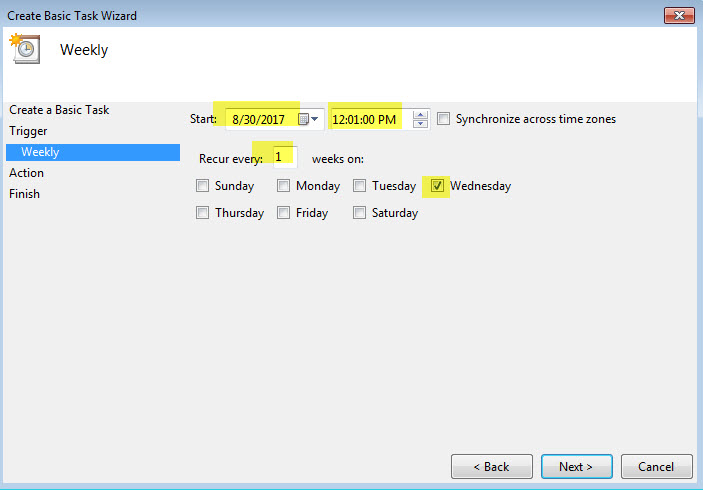 Create Basic Task Wizard
Weekly
Create a Basic Task
Trigger
Weekly
Action
Finish
Start: 8/30/2017 12:01:00 PM Synchronize across time zones
Recur every: 1 weeks on:
Sunday Monday Tuesday Wednesday
Thursday Friday Saturday
< Back Next > Cancel